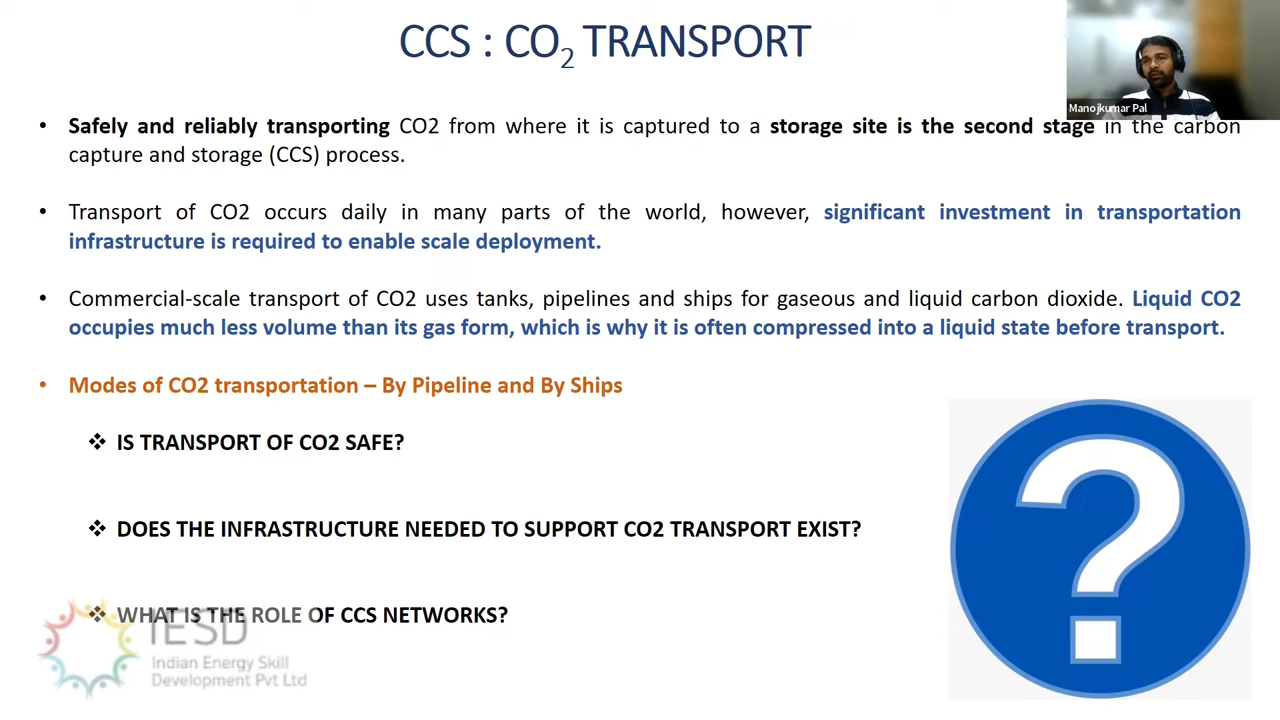 CCS : CO2 TRANSPORT
Manojkumar Pal
• Safely and reliably transporting CO2 from where it is captured to a storage site is the second stage in the carbon
capture and storage (CCS) process.
• Transport of CO2 occurs daily in many parts of the world, however, significant investment in transportation
infrastructure is required to enable scale deployment.
• Commercial-scale transport of CO2 uses tanks, pipelines and ships for gaseous and liquid carbon dioxide. Liquid CO2
occupies much less volume than its gas form, which is why it is often compressed into a liquid state before transport.
• Modes of CO2 transportation – By Pipeline and By Ships
❖ IS TRANSPORT OF CO2 SAFE?
❖ DOES THE INFRASTRUCTURE NEEDED TO SUPPORT CO2 TRANSPORT EXIST?
❖ WHAT IS THE ROLE OF CCS NETWORKS?
IESD
Indian Energy Skill
Development Pvt Ltd
?